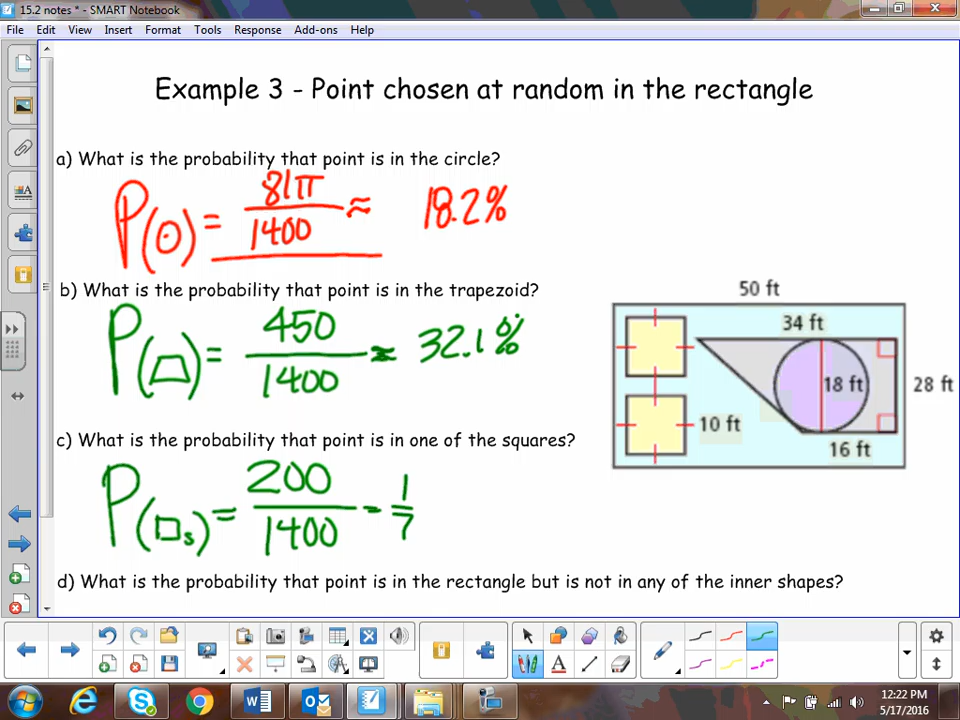 15.2 notes * - SMART Notebook
File Edit View Insert Format Tools Response Add-ons Help
Example 3 - Point chosen at random in the rectangle
a) What is the probability that point is in the circle?
P(⊙) = 81π/1400 ≈ 18.2%
b) What is the probability that point is in the trapezoid?
P(⏢) = 450/1400 ≈ 32.1%
c) What is the probability that point is in one of the squares?
P(□s) = 200/1400 = 1/7
d) What is the probability that point is in the rectangle but is not in any of the inner shapes?
50 ft
34 ft
18 ft
28 ft
10 ft
16 ft
12:22 PM
5/17/2016